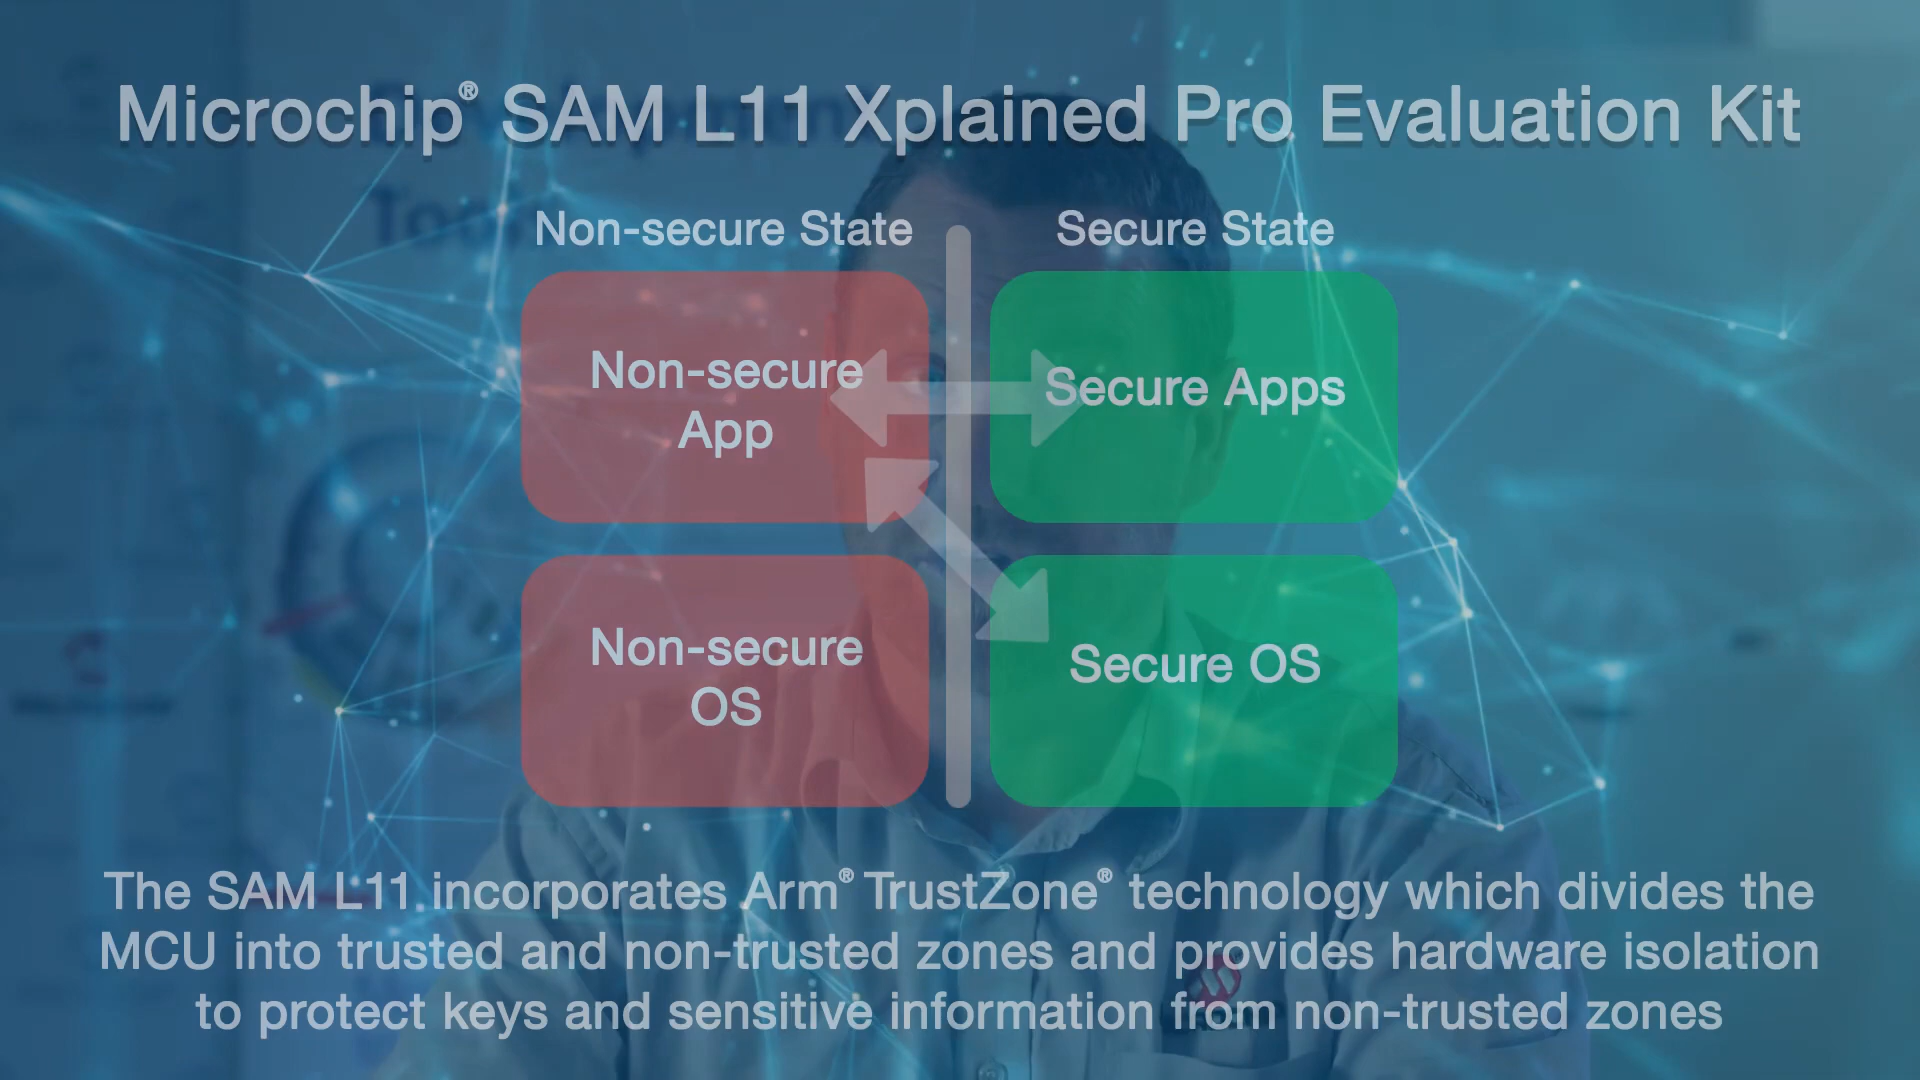 Microchip® SAM L11 Xplained Pro Evaluation Kit
Non-secure State
Secure State
Non-secure
App
Secure Apps
Non-secure
OS
Secure OS
The SAM L11 incorporates Arm® TrustZone® technology which divides the
MCU into trusted and non-trusted zones and provides hardware isolation
to protect keys and sensitive information from non-trusted zones